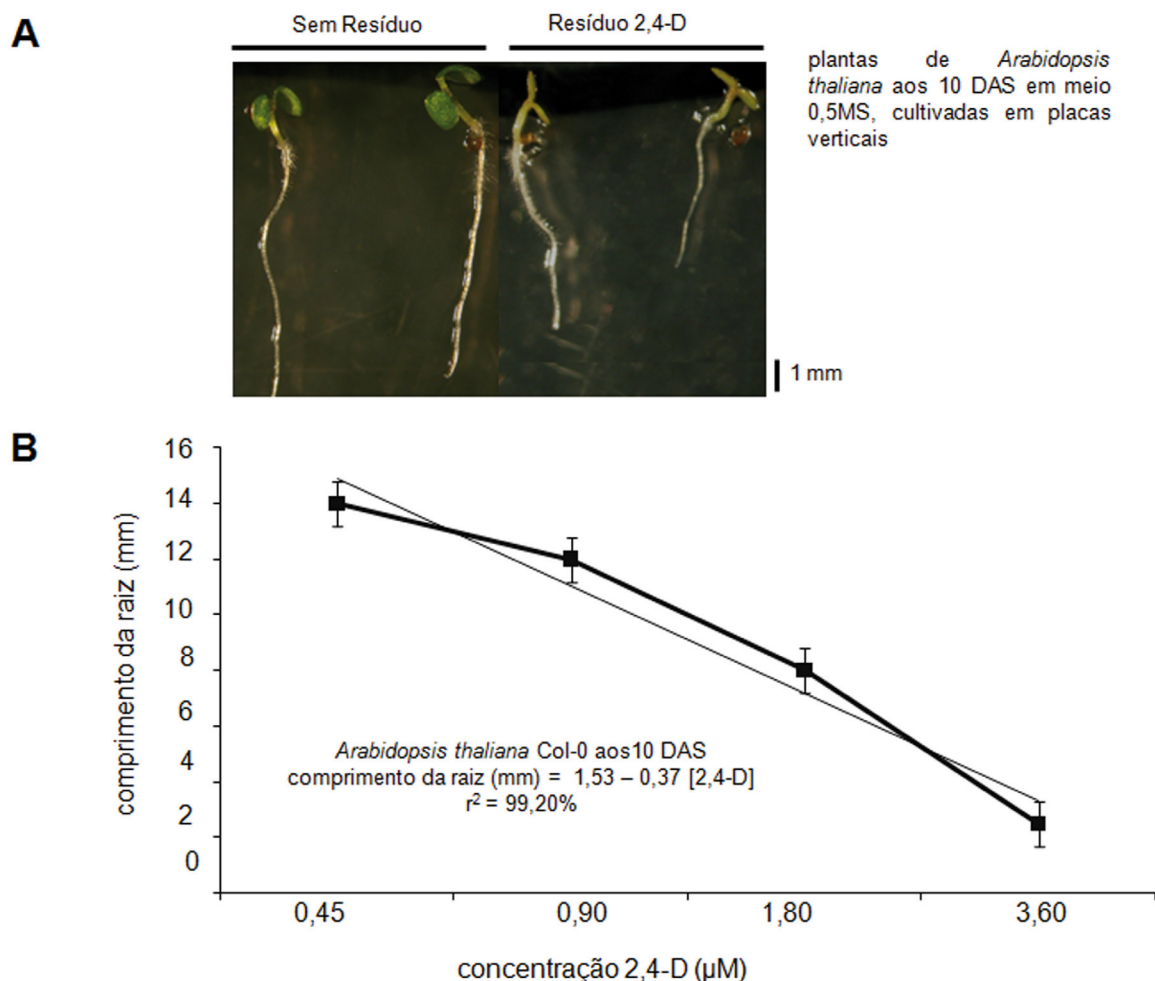 A
Sem Resíduo
Resíduo 2,4-D
plantas de Arabidopsis
thaliana aos 10 DAS em meio
0,5MS, cultivadas em placas
verticais
1 mm
B
comprimento da raiz (mm)
16
14
12
10
8
6
4
2
0
Arabidopsis thaliana Col-0 aos10 DAS
comprimento da raiz (mm) = 1,53 – 0,37 [2,4-D]
r² = 99,20%
0,45
0,90
1,80
3,60
concentração 2,4-D (µM)